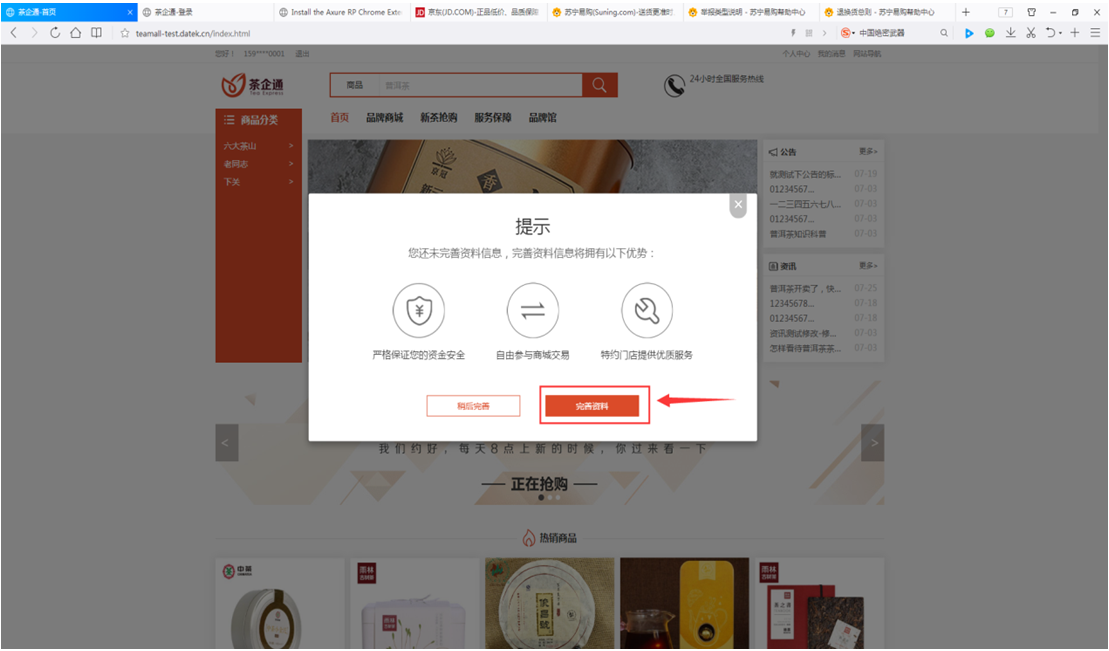 茶企通-首页
茶企通-登录
Install the Axure RP Chrome Exte
京东(JD.COM)-正品低价、品质保障
苏宁易购(Suning.com)-送货更准时
举报类型说明 - 苏宁易购帮助中心
退换货总则 - 苏宁易购帮助中心
7
teamall-test.datek.cn/index.html
中国绝密武器
您好！ 159****0001 退出
个人中心 我的消息 网站导航
茶企通
Tea Express
商品 普洱茶
24小时全国服务热线
商品分类
首页 品牌商城 新茶抢购 服务保障 品牌馆
六大茶山 >
老同志 >
下关 >
公告 更多>
就测试下公告的标... 07-19
01234567... 07-03
一二三四五六七八... 07-03
01234567... 07-03
普洱茶知识科普 07-03
资讯 更多>
普洱茶开卖了，快... 07-25
12345678... 07-18
01234567... 07-18
资讯测试修改-修... 07-03
怎样看待普洱茶茶... 07-03
提示
您还未完善资料信息，完善资料信息将拥有以下优势：
严格保证您的资金安全
自由参与商城交易
特约门店提供优质服务
稍后完善
完善资料
我们约好，每天8点上新的时候，你过来看一下
正在抢购
热销商品
中茶
雨林
雨林